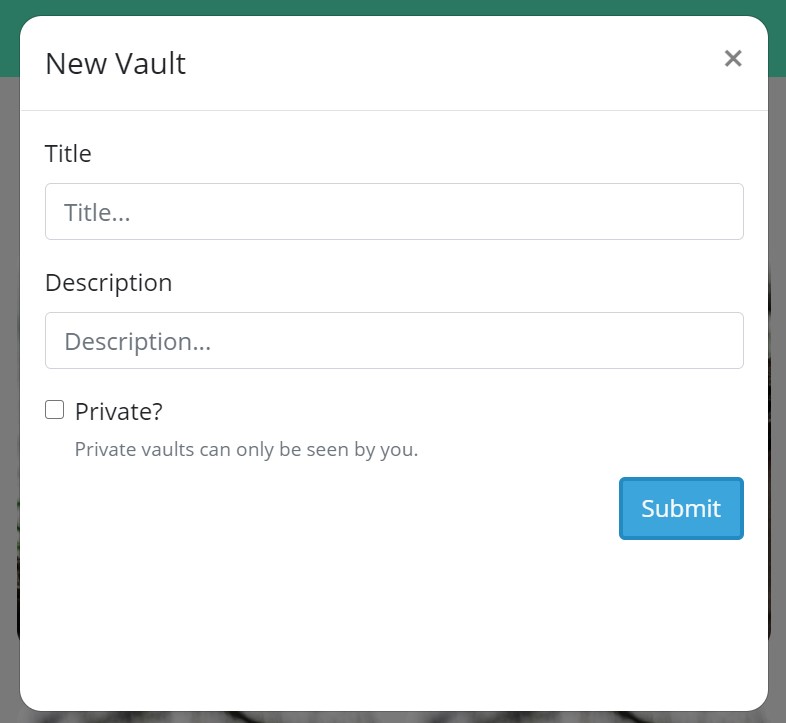 New Vault
×
Title
Title...
Description
Description...
Private?
Private vaults can only be seen by you.
Submit